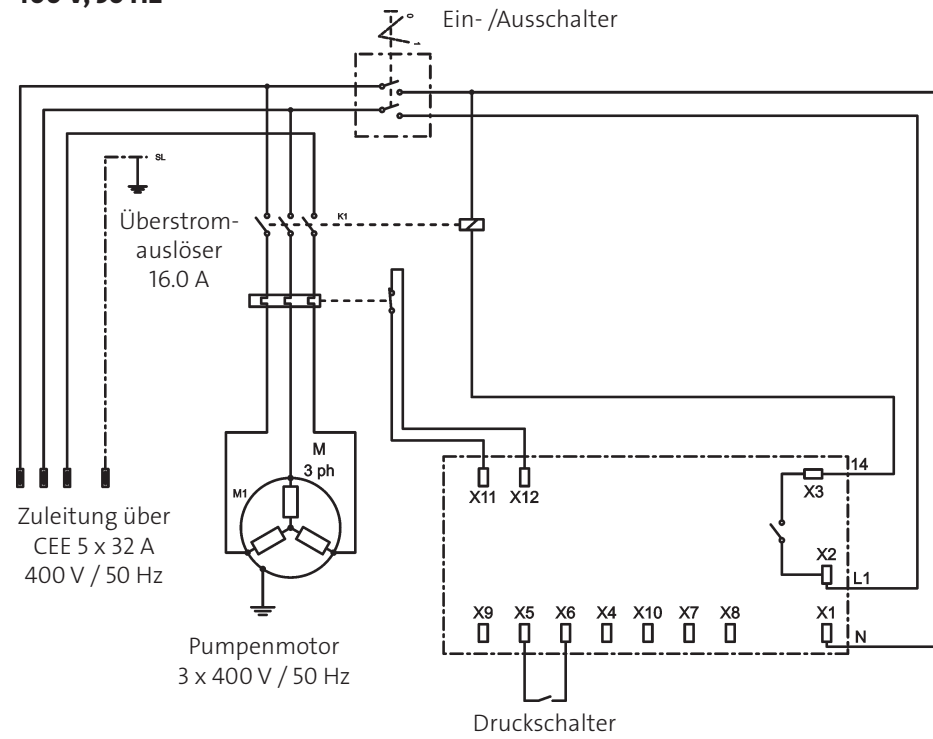 Ein- /Ausschalter
0
1
SL
K1
Überstrom-
auslöser
16.0 A
M
3 ph
M1
14
X11 X12 X3
X2
L1
Zuleitung über
CEE 5 x 32 A
400 V / 50 Hz
X9 X5 X6 X4 X10 X7 X8 X1
N
Pumpenmotor
3 x 400 V / 50 Hz
Druckschalter